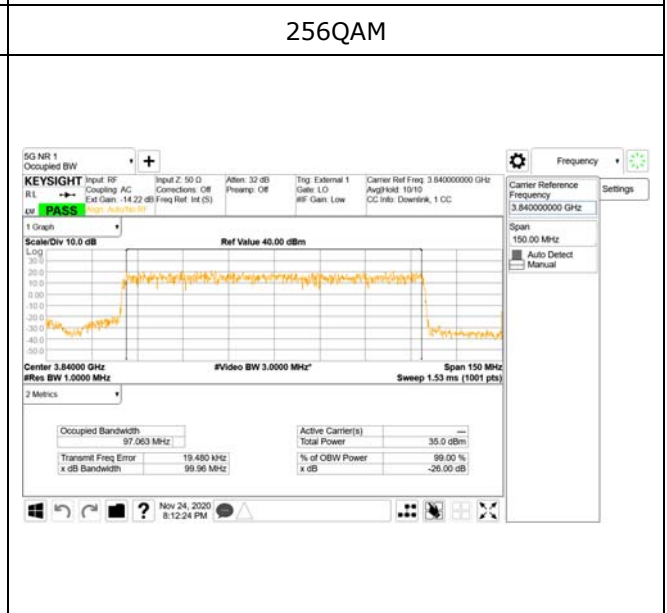 256QAM
5G NR 1
Occupied BW
Frequency
KEYSIGHT
RL
LW
PASS
Input: RF
Coupling: AC
Ext Gain: -14.22 dB
Align: Auto/No RF
Input Z: 50 Ω
Corrections: Off
Freq Ref: Int (S)
Atten: 32 dB
Preamp: Off
Trig: External 1
Gate: LO
#IF Gain: Low
Carrier Ref Freq: 3.840000000 GHz
Avg|Hold: 10/10
CC Info: Downlink, 1 CC
Carrier Reference
Frequency
3.840000000 GHz
Settings
Span
150.00 MHz
Auto Detect
Manual
1 Graph
Scale/Div 10.0 dB
Ref Value 40.00 dBm
Log
30.0
20.0
10.0
0.00
-10.0
-20.0
-30.0
-40.0
-50.0
Center 3.84000 GHz
#Video BW 3.0000 MHz*
Span 150 MHz
#Res BW 1.0000 MHz
Sweep 1.53 ms (1001 pts)
2 Metrics
Occupied Bandwidth
97.063 MHz
Active Carrier(s)
---
Total Power
35.0 dBm
Transmit Freq Error
19.480 kHz
% of OBW Power
99.00 %
x dB Bandwidth
99.96 MHz
x dB
-26.00 dB
Nov 24, 2020
8:12:24 PM